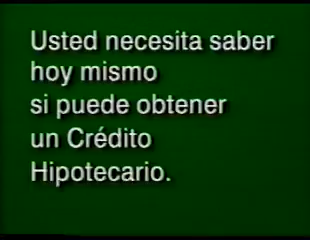 Usted necesita saber
hoy mismo
si puede obtener
un Crédito
Hipotecario.